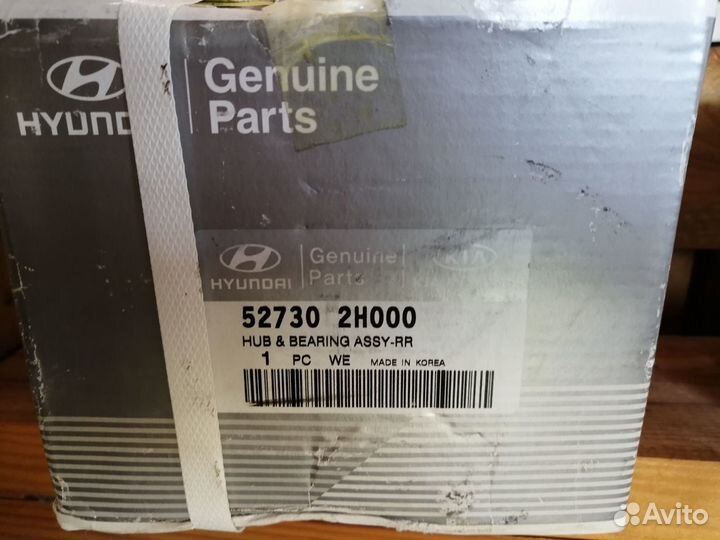 HYUNDAI
Genuine
Parts
HYUNDAI
Genuine
Parts
KIA
52730 2H000
HUB & BEARING ASSY-RR
1 PC WE MADE IN KOREA
Avito